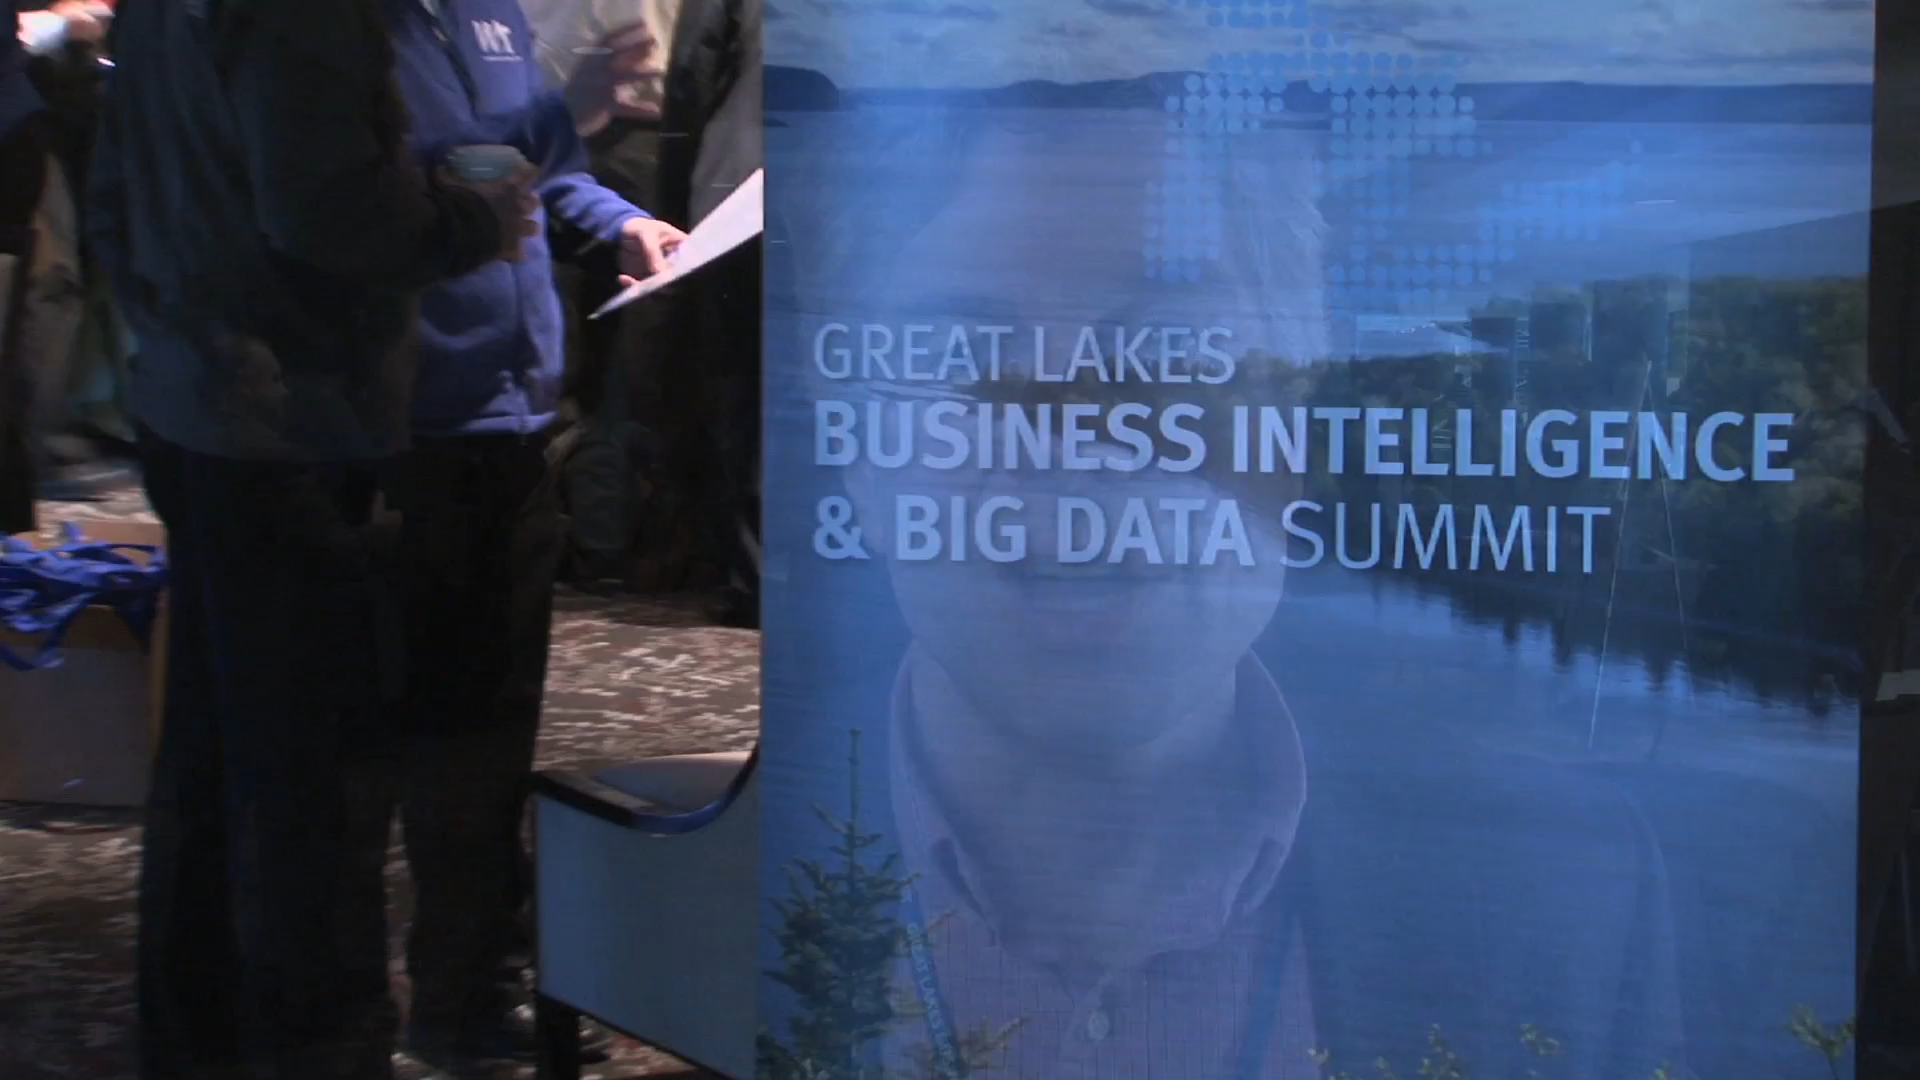 GREAT LAKES
BUSINESS INTELLIGENCE
& BIG DATA SUMMIT